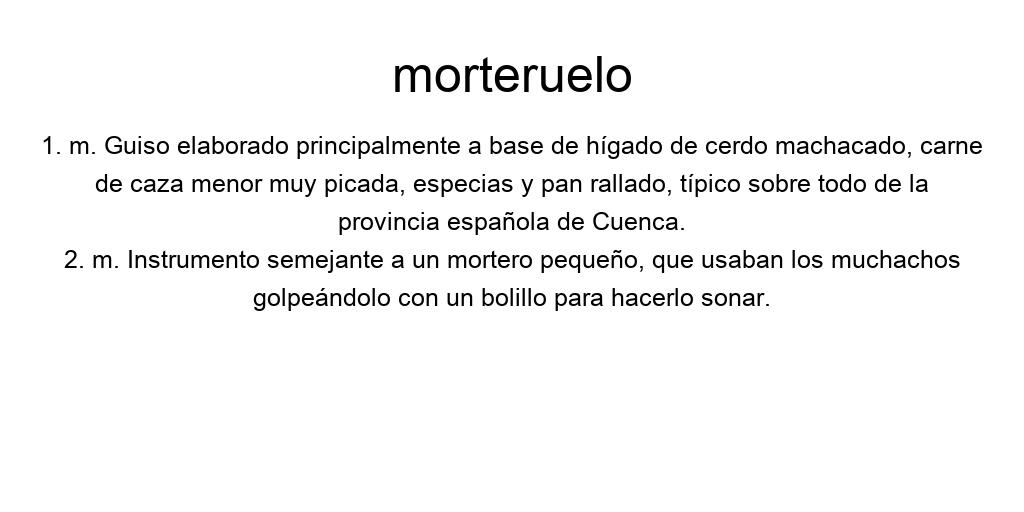 morteruelo
1. m. Guiso elaborado principalmente a base de hígado de cerdo machacado, carne
de caza menor muy picada, especias y pan rallado, típico sobre todo de la
provincia española de Cuenca.
2. m. Instrumento semejante a un mortero pequeño, que usaban los muchachos
golpeándolo con un bolillo para hacerlo sonar.